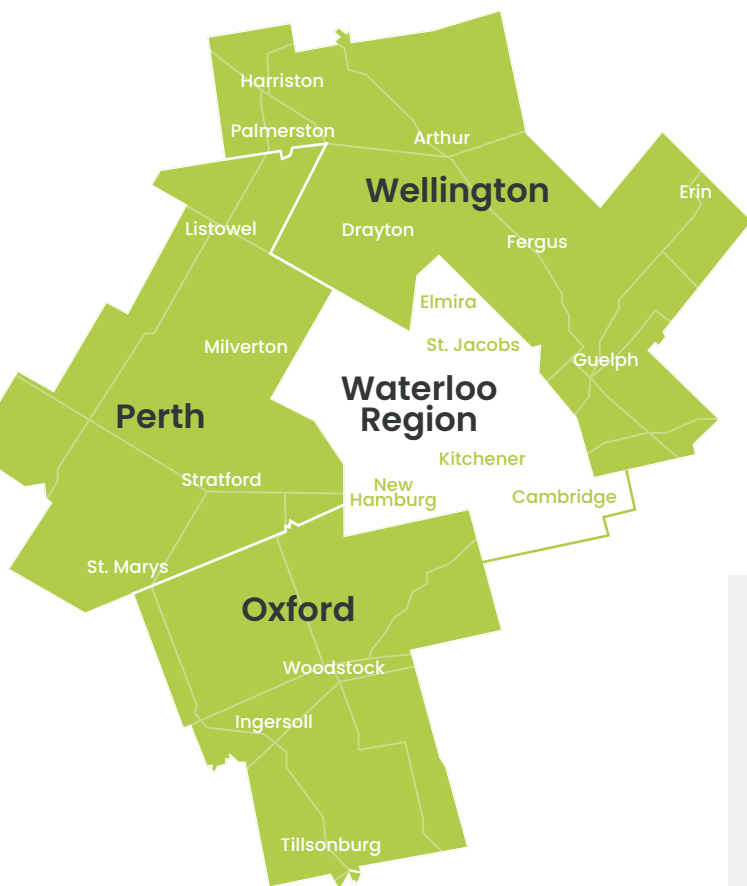 Harriston
Palmerston
Arthur
Wellington
Erin
Listowel
Drayton
Fergus
Elmira
St. Jacobs
Milverton
Guelph
Waterloo
Region
Perth
Kitchener
Stratford
New
Hamburg
Cambridge
St. Marys
Oxford
Woodstock
Ingersoll
Tillsonburg